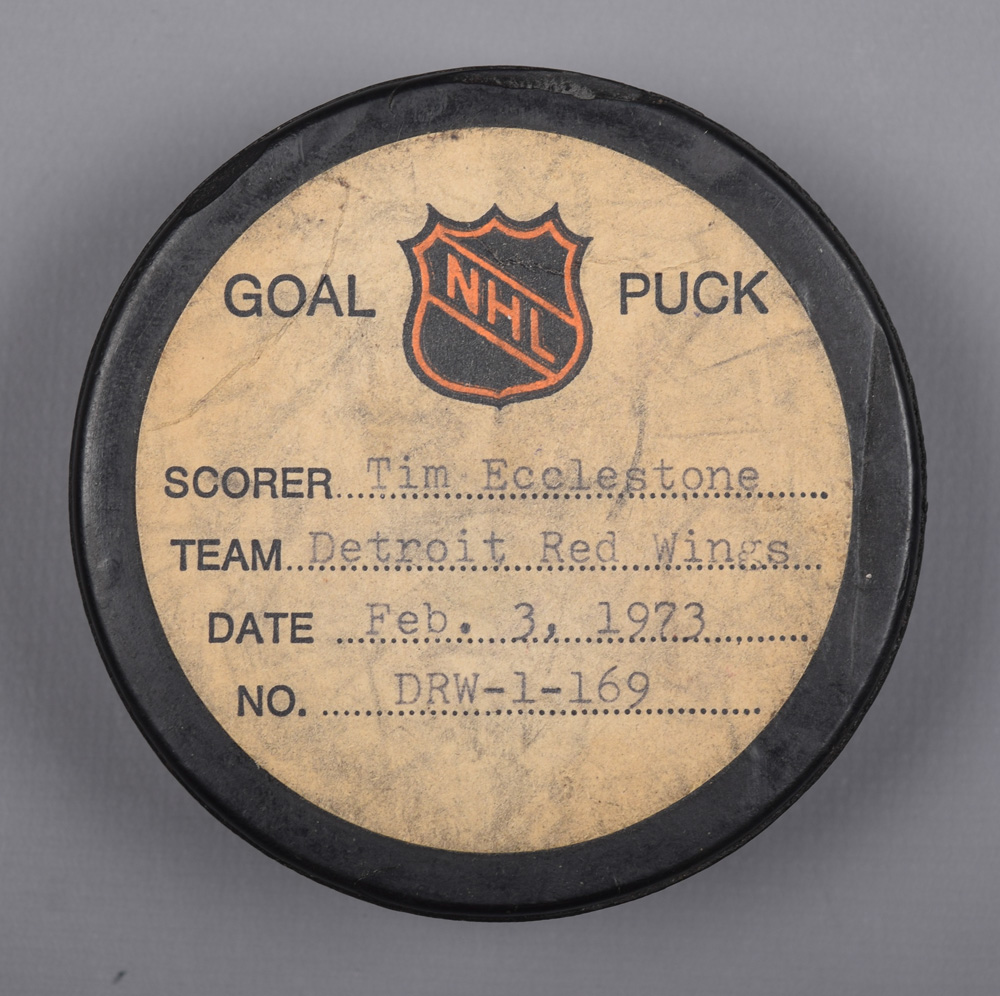 GOAL NHL PUCK
SCORER Tim Ecclestone
TEAM Detroit Red Wings
DATE Feb. 3, 1973
NO. DRW-1-169